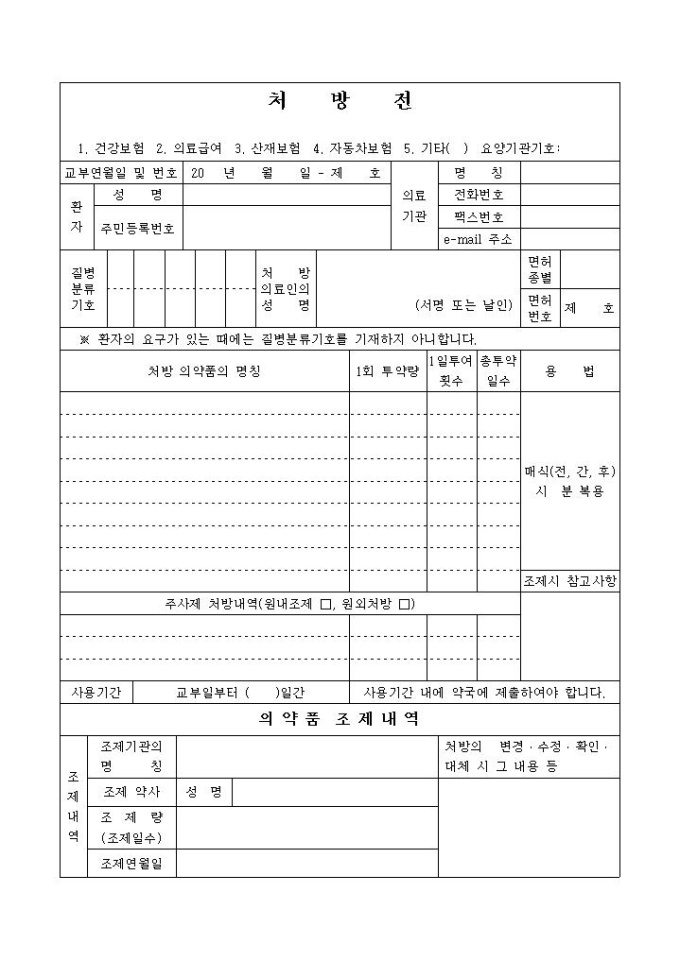 처 방 전
1. 건강보험 2. 의료급여 3. 산재보험 4. 자동차보험 5. 기타( ) 요양기관기호:
교부연월일 및 번호 20 년 월 일 - 제 호
환자
성 명
주민등록번호
의료기관
명 칭
전화번호
팩스번호
e-mail 주소
질병
분류
기호
처 방
의료인의
성 명
(서명 또는 날인)
면허
종별
면허
번호
제 호
※ 환자의 요구가 있는 때에는 질병분류기호를 기재하지 아니합니다.
처방 의약품의 명칭
1회 투약량
1일투여
횟수
총투약
일수
용 법
매식(전, 간, 후)
시 분 복용
조제시 참고사항
주사제 처방내역(원내조제 □, 원외처방 □)
사용기간 교부일부터 ( )일간 사용기간 내에 약국에 제출하여야 합니다.
의 약 품 조 제 내 역
조제내역
조제기관의
명 칭
처방의 변경·수정·확인·
대체 시 그 내용 등
조제 약사 성 명
조 제 량
(조제일수)
조제연월일